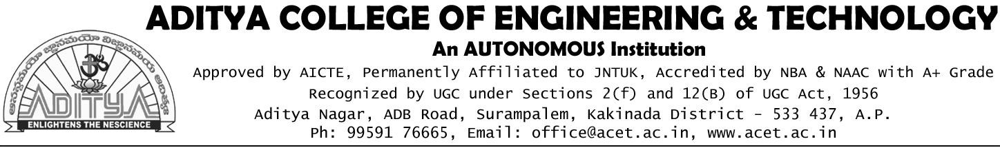 ADITYA COLLEGE OF ENGINEERING & TECHNOLOGY
An AUTONOMOUS Institution
Approved by AICTE, Permanently Affiliated to JNTUK, Accredited by NBA & NAAC with A+ Grade
Recognized by UGC under Sections 2(f) and 12(B) of UGC Act, 1956
Aditya Nagar, ADB Road, Surampalem, Kakinada District - 533 437, A.P.
Ph: 99591 76665, Email: office@acet.ac.in, www.acet.ac.in
ADITYA
ENLIGHTENS THE NESCIENCE